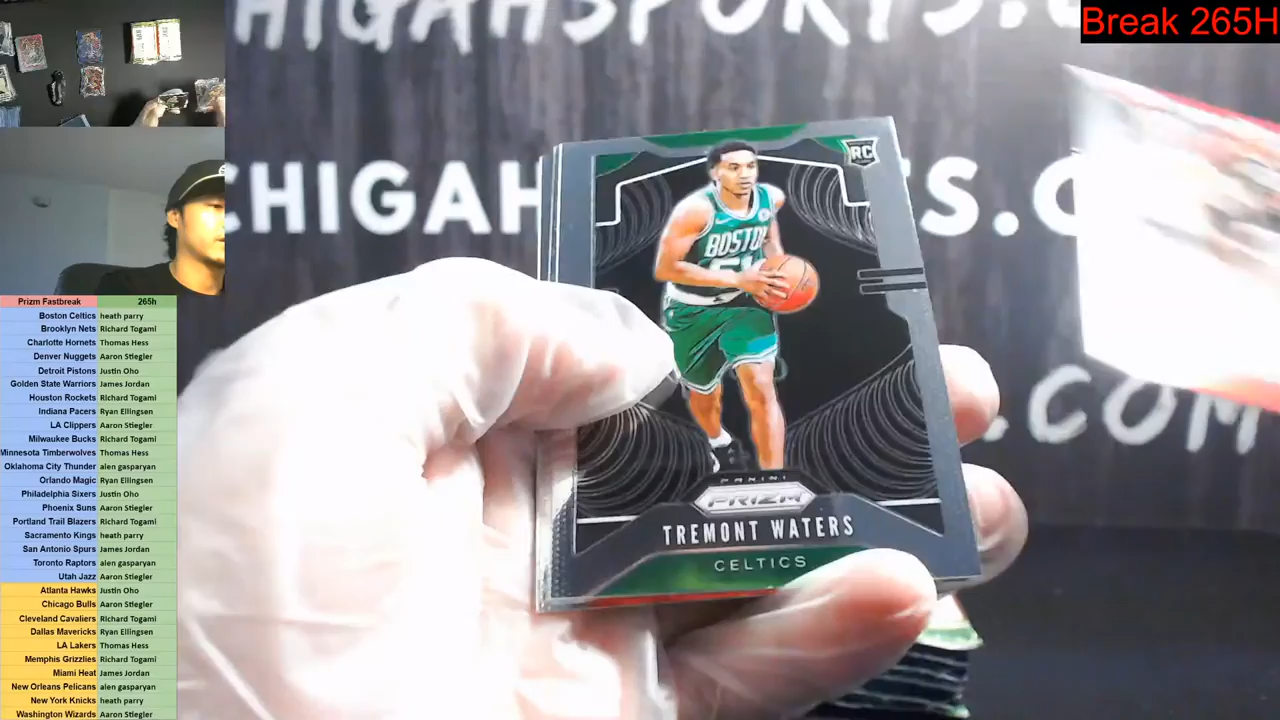 Break 265H
CHIGAHSPORTS.C
CHIGAH
S.C
.COM
RC
BOSTON
PANINI
PRIZM
TREMONT WATERS
CELTICS
Prizm Fastbreak 265h
Boston Celtics heath parry
Brooklyn Nets Richard Togami
Charlotte Hornets Thomas Hess
Denver Nuggets Aaron Stiegler
Detroit Pistons Justin Oho
Golden State Warriors James Jordan
Houston Rockets Richard Togami
Indiana Pacers Ryan Ellingsen
LA Clippers Aaron Stiegler
Milwaukee Bucks Richard Togami
Minnesota Timberwolves Thomas Hess
Oklahoma City Thunder alen gasparyan
Orlando Magic Ryan Ellingsen
Philadelphia Sixers Justin Oho
Phoenix Suns Aaron Stiegler
Portland Trail Blazers Richard Togami
Sacramento Kings heath parry
San Antonio Spurs James Jordan
Toronto Raptors alen gasparyan
Utah Jazz Aaron Stiegler
Atlanta Hawks Justin Oho
Chicago Bulls Aaron Stiegler
Cleveland Cavaliers Richard Togami
Dallas Mavericks Ryan Ellingsen
LA Lakers Thomas Hess
Memphis Grizzlies Richard Togami
Miami Heat James Jordan
New Orleans Pelicans alen gasparyan
New York Knicks heath parry
Washington Wizards Aaron Stiegler